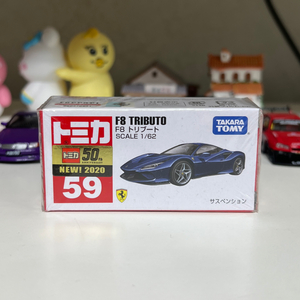 トミカ
F8 TRIBUTO
F8 トリブート
SCALE 1/62
TAKARA
TOMY
トミカ
50th
NEW! 2020
59
サスペンション